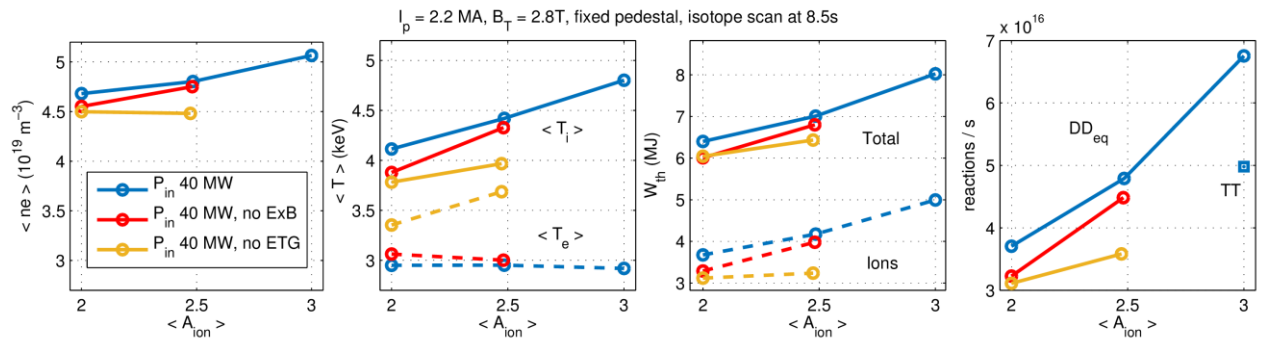 I_p = 2.2 MA, B_T = 2.8T, fixed pedestal, isotope scan at 8.5s
< ne > (10^19 m^−3)
5
4.5
4
3.5
3
P_in 40 MW
P_in 40 MW, no ExB
P_in 40 MW, no ETG
2 2.5 3
< A_ion >
< T > (keV)
5
4.5
4
3.5
3
< T_i >
< T_e >
2 2.5 3
< A_ion >
W_th (MJ)
8
7
6
5
4
3
Total
Ions
2 2.5 3
< A_ion >
x 10^16
reactions / s
7
6
5
4
3
DD_eq
TT
2 2.5 3
< A_ion >